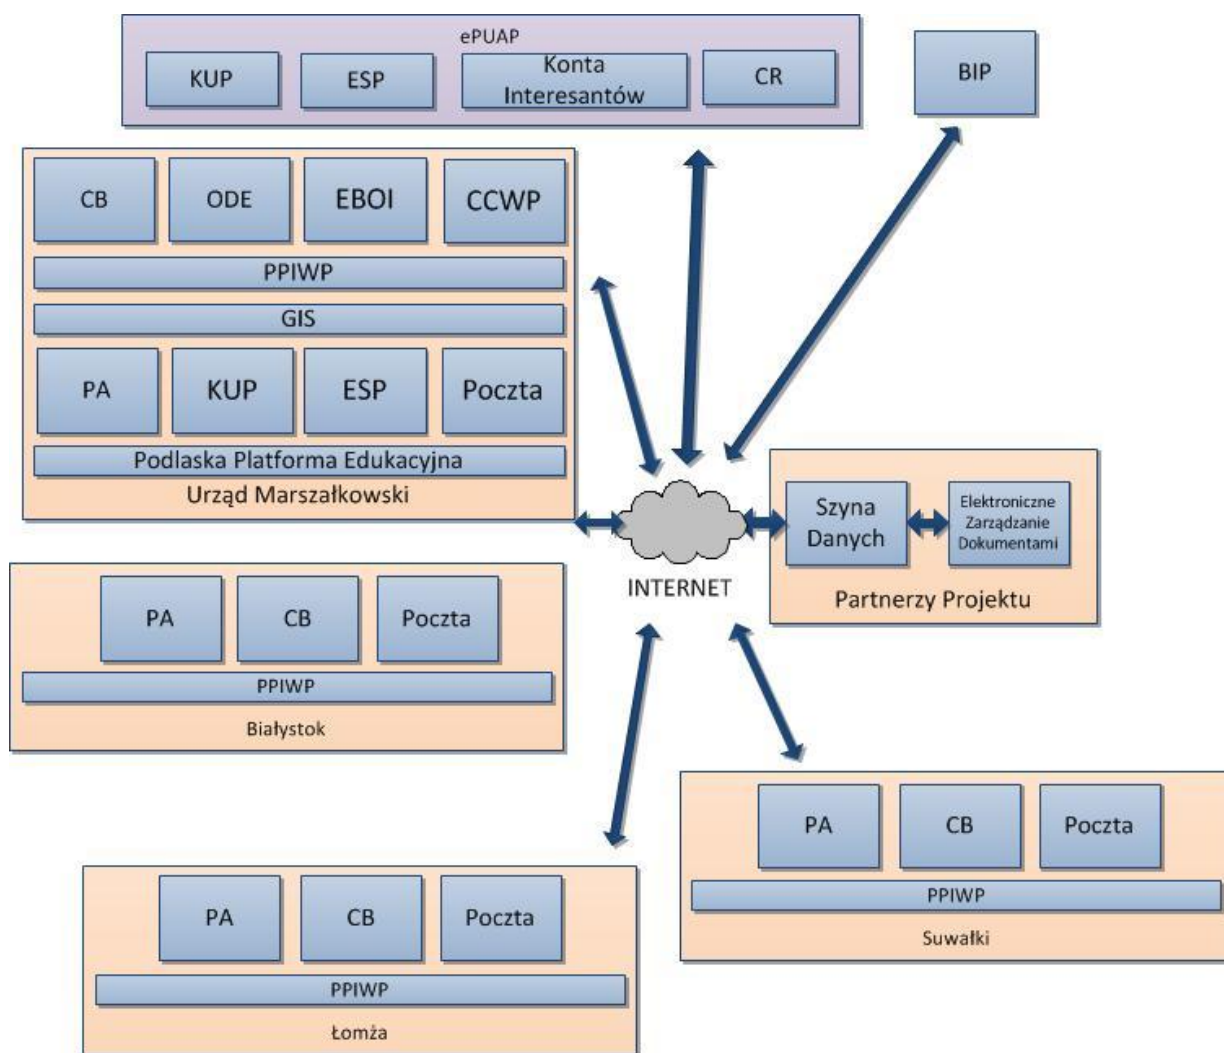 ePUAP
KUP
ESP
Konta
Interesantów
CR
BIP
CB
ODE
EBOI
CCWP
PPIWP
GIS
PA
KUP
ESP
Poczta
Podlaska Platforma Edukacyjna
Urząd Marszałkowski
INTERNET
Szyna
Danych
Elektroniczne
Zarządzanie
Dokumentami
Partnerzy Projektu
PA
CB
Poczta
PPIWP
Białystok
PA
CB
Poczta
PPIWP
Suwałki
PA
CB
Poczta
PPIWP
Łomża